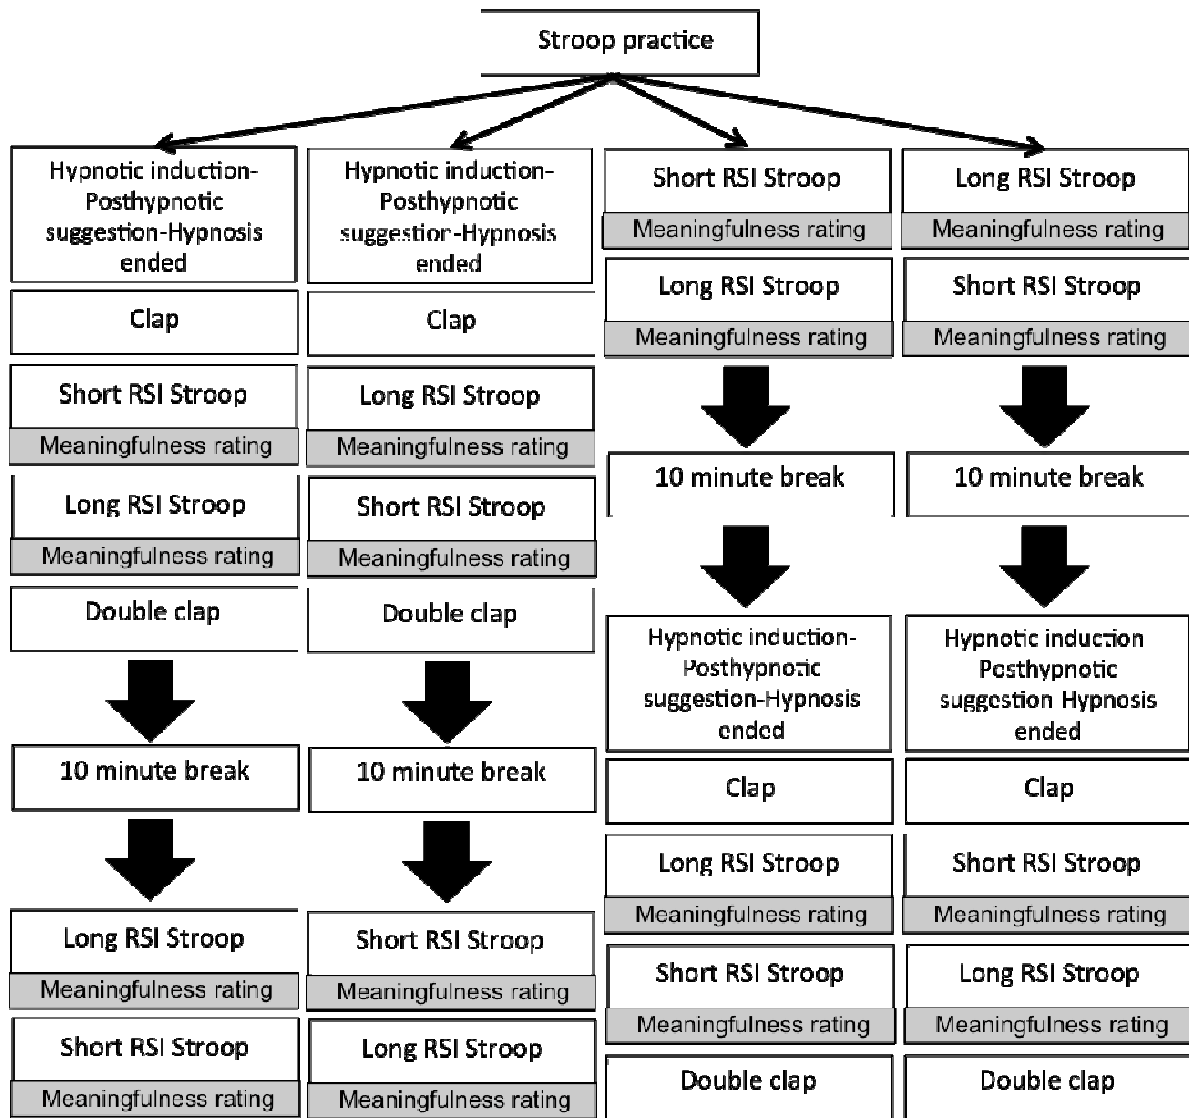 Stroop practice
Hypnotic induction-
Posthypnotic
suggestion-Hypnosis
ended
Clap
Short RSI Stroop
Meaningfulness rating
Long RSI Stroop
Meaningfulness rating
Double clap
10 minute break
Long RSI Stroop
Meaningfulness rating
Short RSI Stroop
Meaningfulness rating
Hypnotic induction-
Posthypnotic
suggestion-Hypnosis
ended
Clap
Long RSI Stroop
Meaningfulness rating
Short RSI Stroop
Meaningfulness rating
Double clap
10 minute break
Short RSI Stroop
Meaningfulness rating
Long RSI Stroop
Meaningfulness rating
Short RSI Stroop
Meaningfulness rating
Long RSI Stroop
Meaningfulness rating
10 minute break
Hypnotic induction-
Posthypnotic
suggestion-Hypnosis
ended
Clap
Long RSI Stroop
Meaningfulness rating
Short RSI Stroop
Meaningfulness rating
Double clap
Long RSI Stroop
Meaningfulness rating
Short RSI Stroop
Meaningfulness rating
10 minute break
Hypnotic induction
Posthypnotic
suggestion Hypnosis
ended
Clap
Short RSI Stroop
Meaningfulness rating
Long RSI Stroop
Meaningfulness rating
Double clap